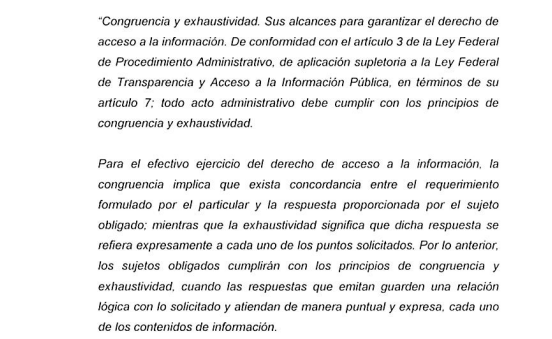 “Congruencia y exhaustividad. Sus alcances para garantizar el derecho de
acceso a la información. De conformidad con el artículo 3 de la Ley Federal
de Procedimiento Administrativo, de aplicación supletoria a la Ley Federal
de Transparencia y Acceso a la Información Pública, en términos de su
artículo 7; todo acto administrativo debe cumplir con los principios de
congruencia y exhaustividad.
Para el efectivo ejercicio del derecho de acceso a la información, la
congruencia implica que exista concordancia entre el requerimiento
formulado por el particular y la respuesta proporcionada por el sujeto
obligado; mientras que la exhaustividad significa que dicha respuesta se
refiera expresamente a cada uno de los puntos solicitados. Por lo anterior,
los sujetos obligados cumplirán con los principios de congruencia y
exhaustividad, cuando las respuestas que emitan guarden una relación
lógica con lo solicitado y atiendan de manera puntual y expresa, cada uno
de los contenidos de información.